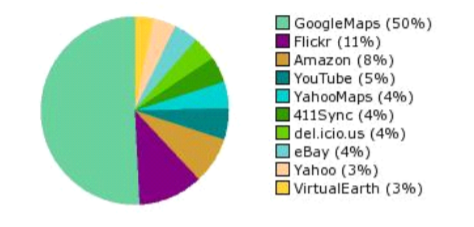 GoogleMaps (50%)
Flickr (11%)
Amazon (8%)
YouTube (5%)
YahooMaps (4%)
411Sync (4%)
del.icio.us (4%)
eBay (4%)
Yahoo (3%)
VirtualEarth (3%)